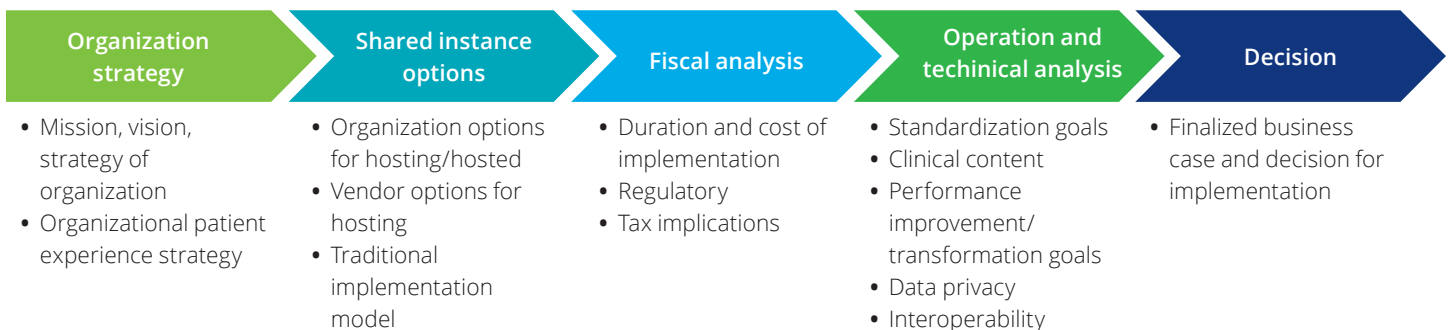 Organization
strategy
• Mission, vision,
strategy of
organization
• Organizational patient
experience strategy
Shared instance
options
• Organization options
for hosting/hosted
• Vendor options for
hosting
• Traditional
implementation
model
Fiscal analysis
• Duration and cost of
implementation
• Regulatory
• Tax implications
Operation and
techinical analysis
• Standardization goals
• Clinical content
• Performance
improvement/
transformation goals
• Data privacy
• Interoperability
Decision
• Finalized business
case and decision for
implementation